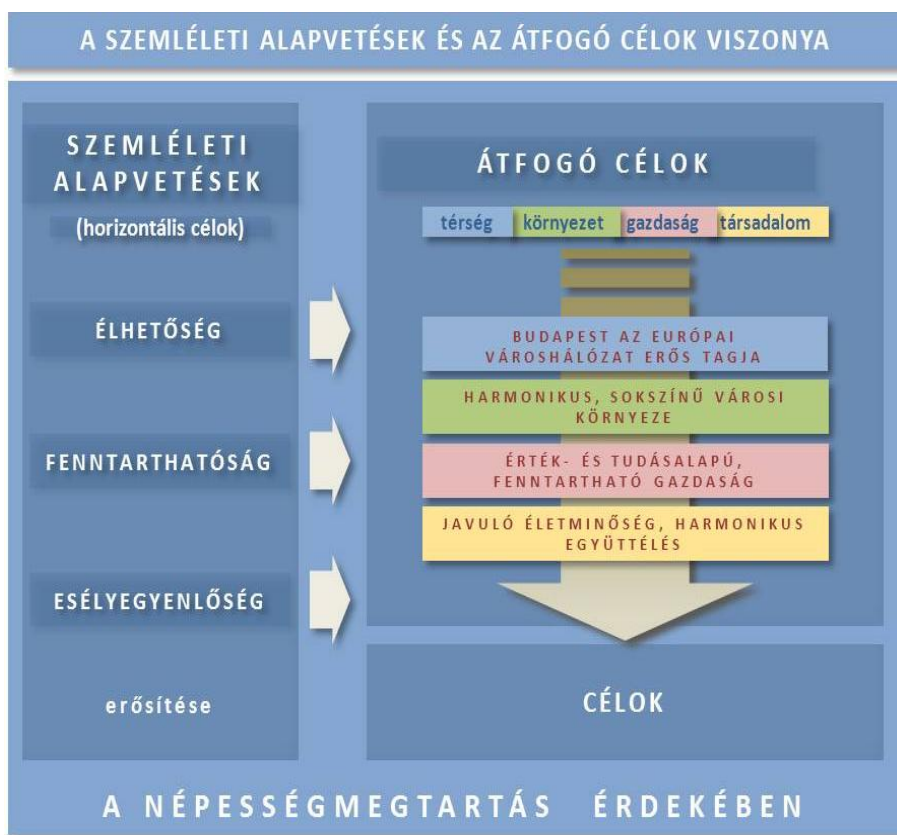 A SZEMLÉLETI ALAPVETÉSEK ÉS AZ ÁTFOGÓ CÉLOK VISZONYA
SZEMLÉLETI
ALAPVETÉSEK
(horizontális célok)
ÉLHETŐSÉG
FENNTARTHATÓSÁG
ESÉLYEGYENLŐSÉG
erősítése
ÁTFOGÓ CÉLOK
térség környezet gazdaság társadalom
BUDAPEST AZ EURÓPAI
VÁROSHÁLÓZAT ERŐS TAGJA
HARMONIKUS, SOKSZÍNŰ VÁROSI
KÖRNYEZE
ÉRTÉK- ÉS TUDÁSALAPÚ,
FENNTARTHATÓ GAZDASÁG
JAVULÓ ÉLETMINŐSÉG, HARMONIKUS
EGYÜTTÉLÉS
CÉLOK
A NÉPESSÉGMEGTARTÁS ÉRDEKÉBEN